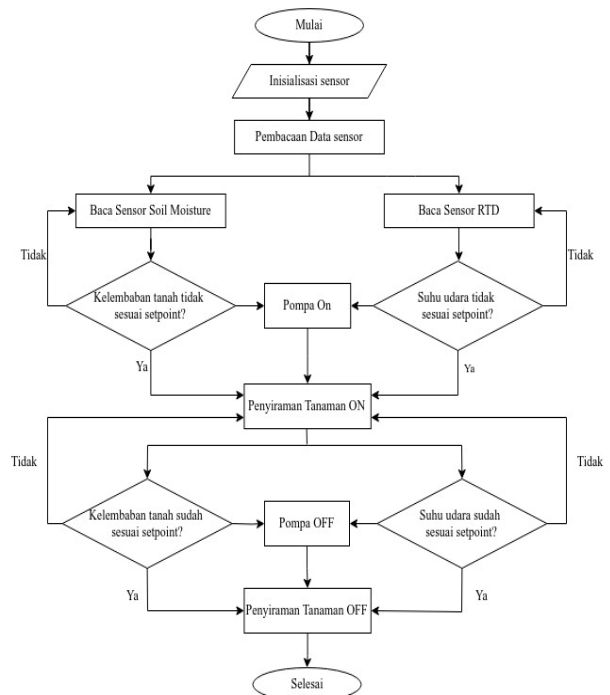 Mulai
Inisialisasi sensor
Pembacaan Data sensor
Baca Sensor Soil Moisture
Baca Sensor RTD
Tidak
Tidak
Kelembaban tanah tidak
sesuai setpoint?
Pompa On
Suhu udara tidak
sesuai setpoint?
Ya
Ya
Penyiraman Tanaman ON
Tidak
Tidak
Kelembaban tanah sudah
sesuai setpoint?
Pompa OFF
Suhu udara sudah
sesuai setpoint?
Ya
Ya
Penyiraman Tanaman OFF
Selesai